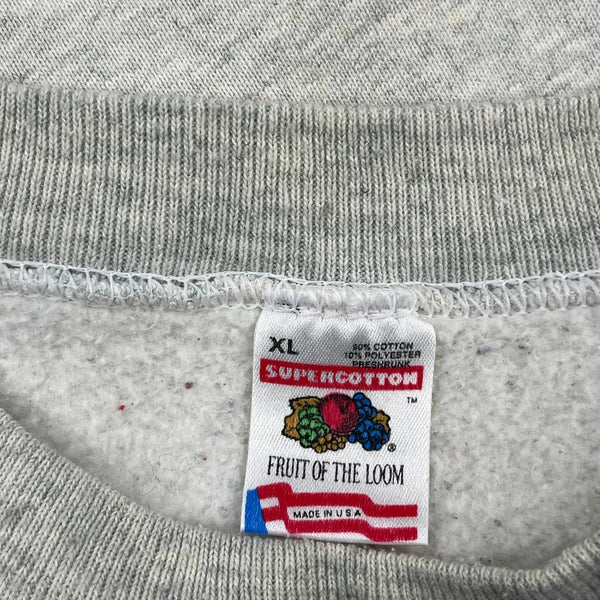 XL
90% COTTON
10% POLYESTER
PRESHRUNK
SUPERCOTTON
TM
®
FRUIT OF THE LOOM
MADE IN U S A